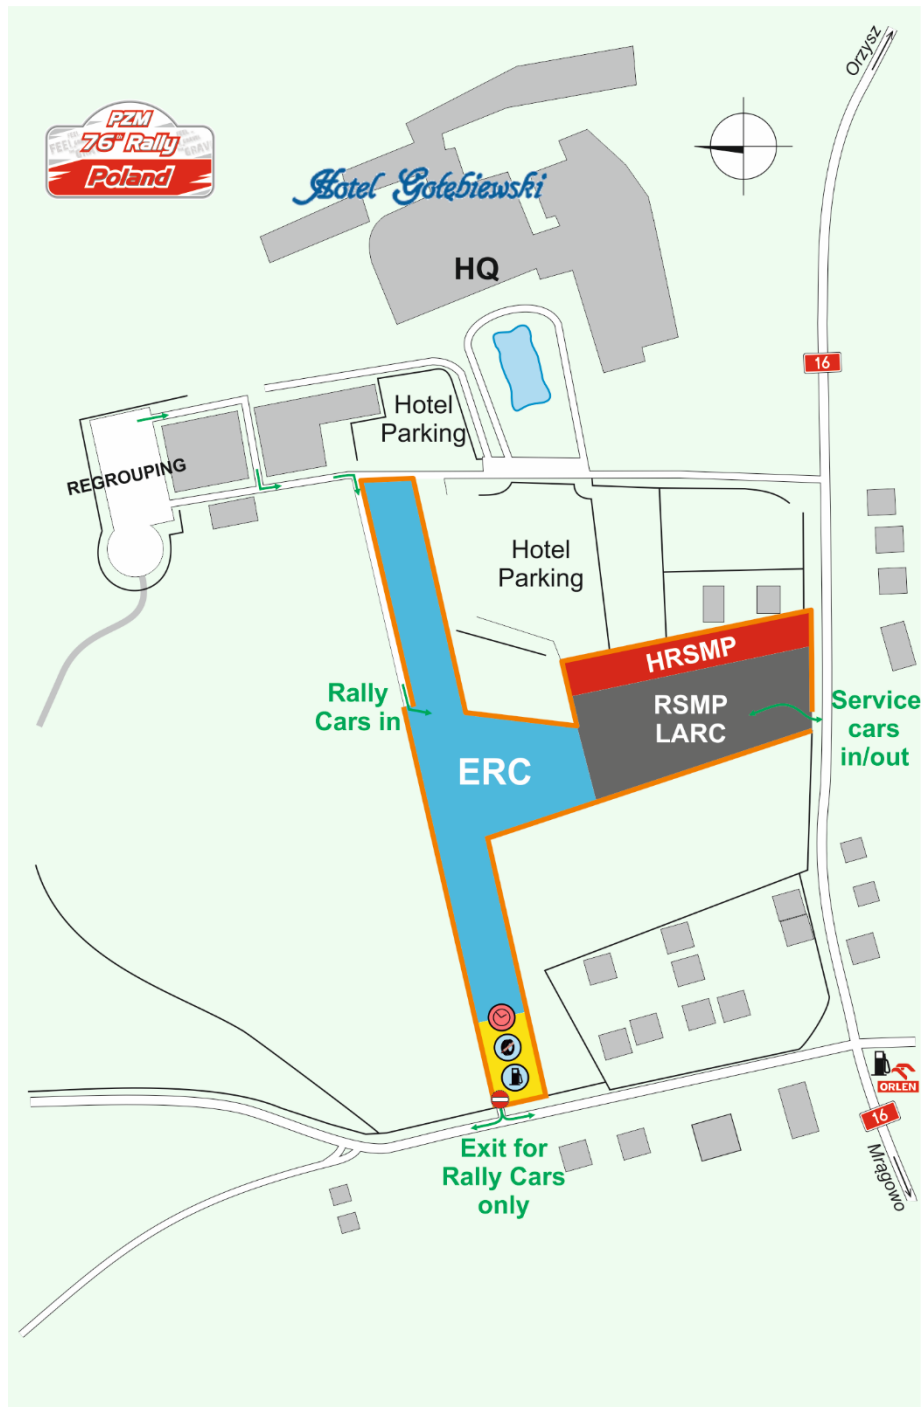 Orzysz
PZM
76th Rally
Poland
Hotel Gołębiewski
HQ
16
Hotel
Parking
REGROUPING
Hotel
Parking
HRSMP
RSMP
LARC
Rally
Cars in
Service
cars
in/out
ERC
ORLEN
16
Exit for
Rally Cars
only
Mrągowo